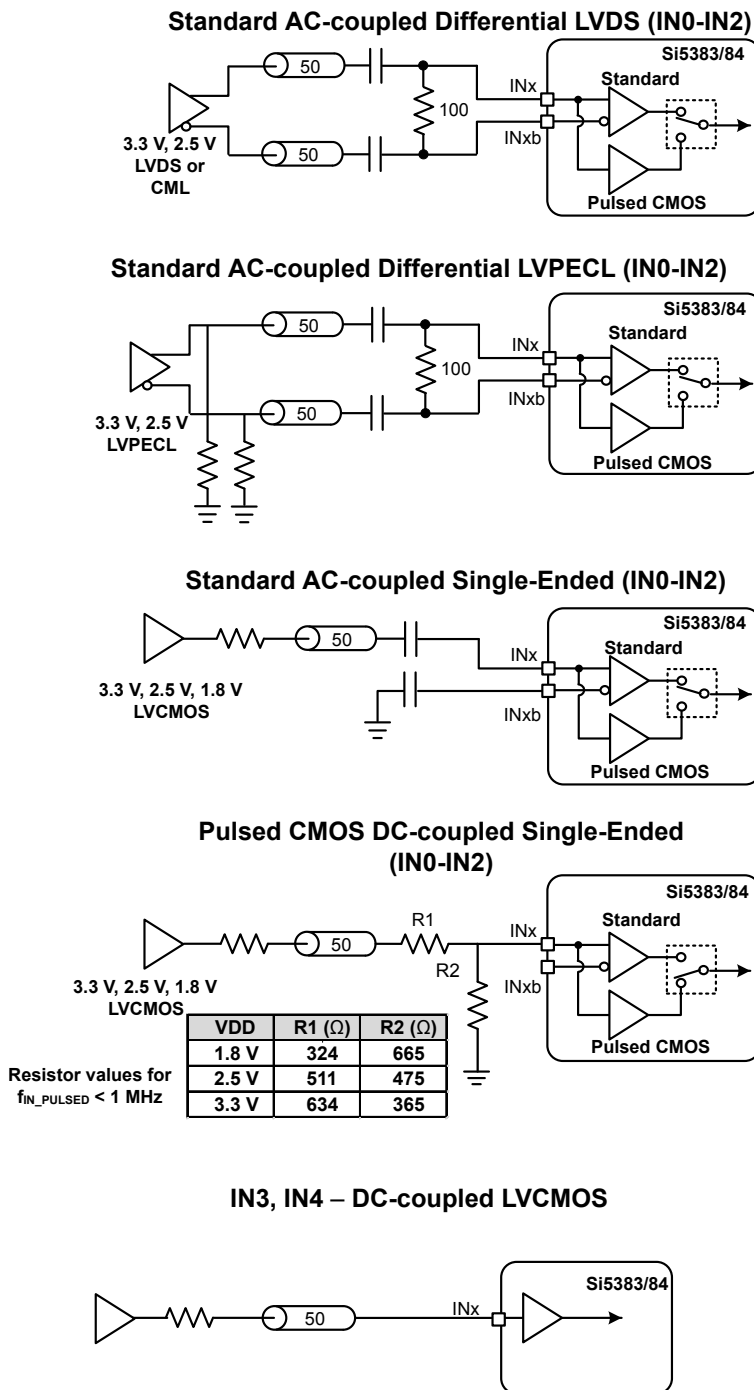 Standard AC-coupled Differential LVDS (IN0-IN2)
50
INx
Si5383/84
Standard
100
3.3 V, 2.5 V
LVDS or
CML
50
INxb
Pulsed CMOS
Standard AC-coupled Differential LVPECL (IN0-IN2)
50
INx
Si5383/84
Standard
100
3.3 V, 2.5 V
LVPECL
50
INxb
Pulsed CMOS
Standard AC-coupled Single-Ended (IN0-IN2)
50
INx
Si5383/84
Standard
3.3 V, 2.5 V, 1.8 V
LVCMOS
INxb
Pulsed CMOS
Pulsed CMOS DC-coupled Single-Ended
(IN0-IN2)
50
R1
INx
Si5383/84
Standard
R2
INxb
3.3 V, 2.5 V, 1.8 V
LVCMOS
Pulsed CMOS
VDD R1 (Ω) R2 (Ω)
1.8 V 324 665
2.5 V 511 475
3.3 V 634 365
Resistor values for
fIN_PULSED < 1 MHz
IN3, IN4 – DC-coupled LVCMOS
50
INx
Si5383/84